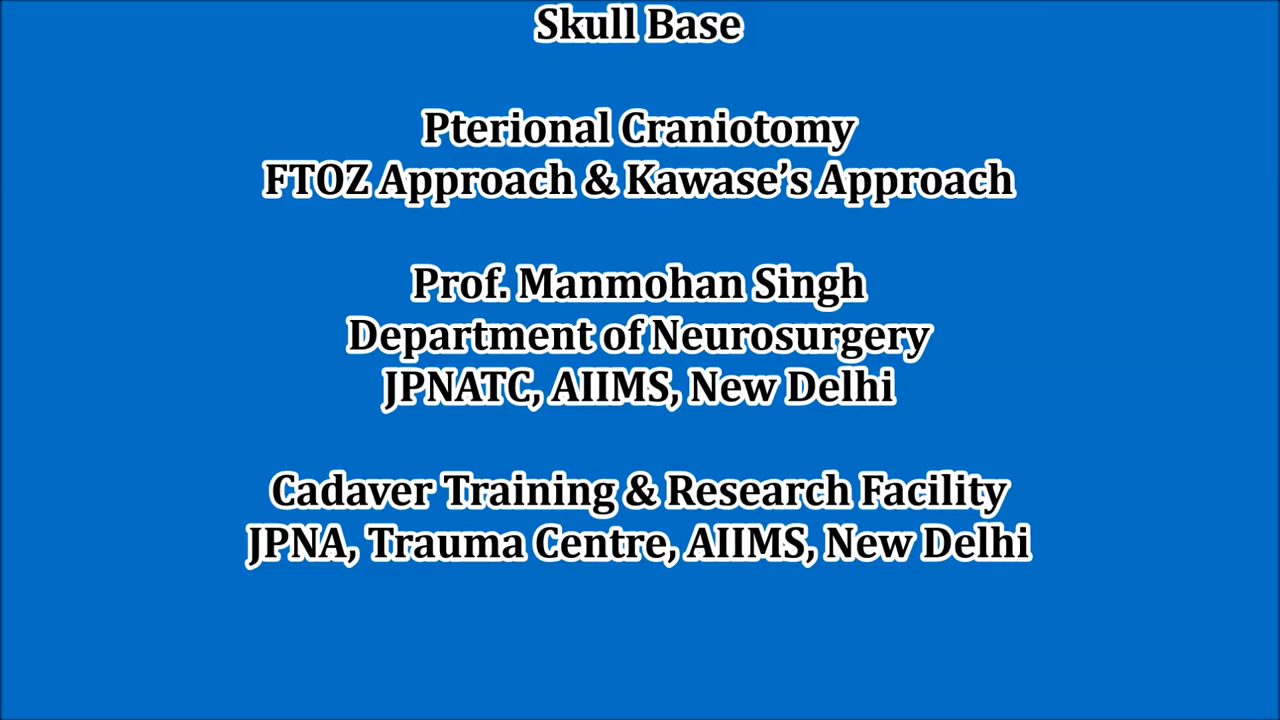 Skull Base
Pterional Craniotomy
FTOZ Approach & Kawase’s Approach
Prof. Manmohan Singh
Department of Neurosurgery
JPNATC, AIIMS, New Delhi
Cadaver Training & Research Facility
JPNA, Trauma Centre, AIIMS, New Delhi